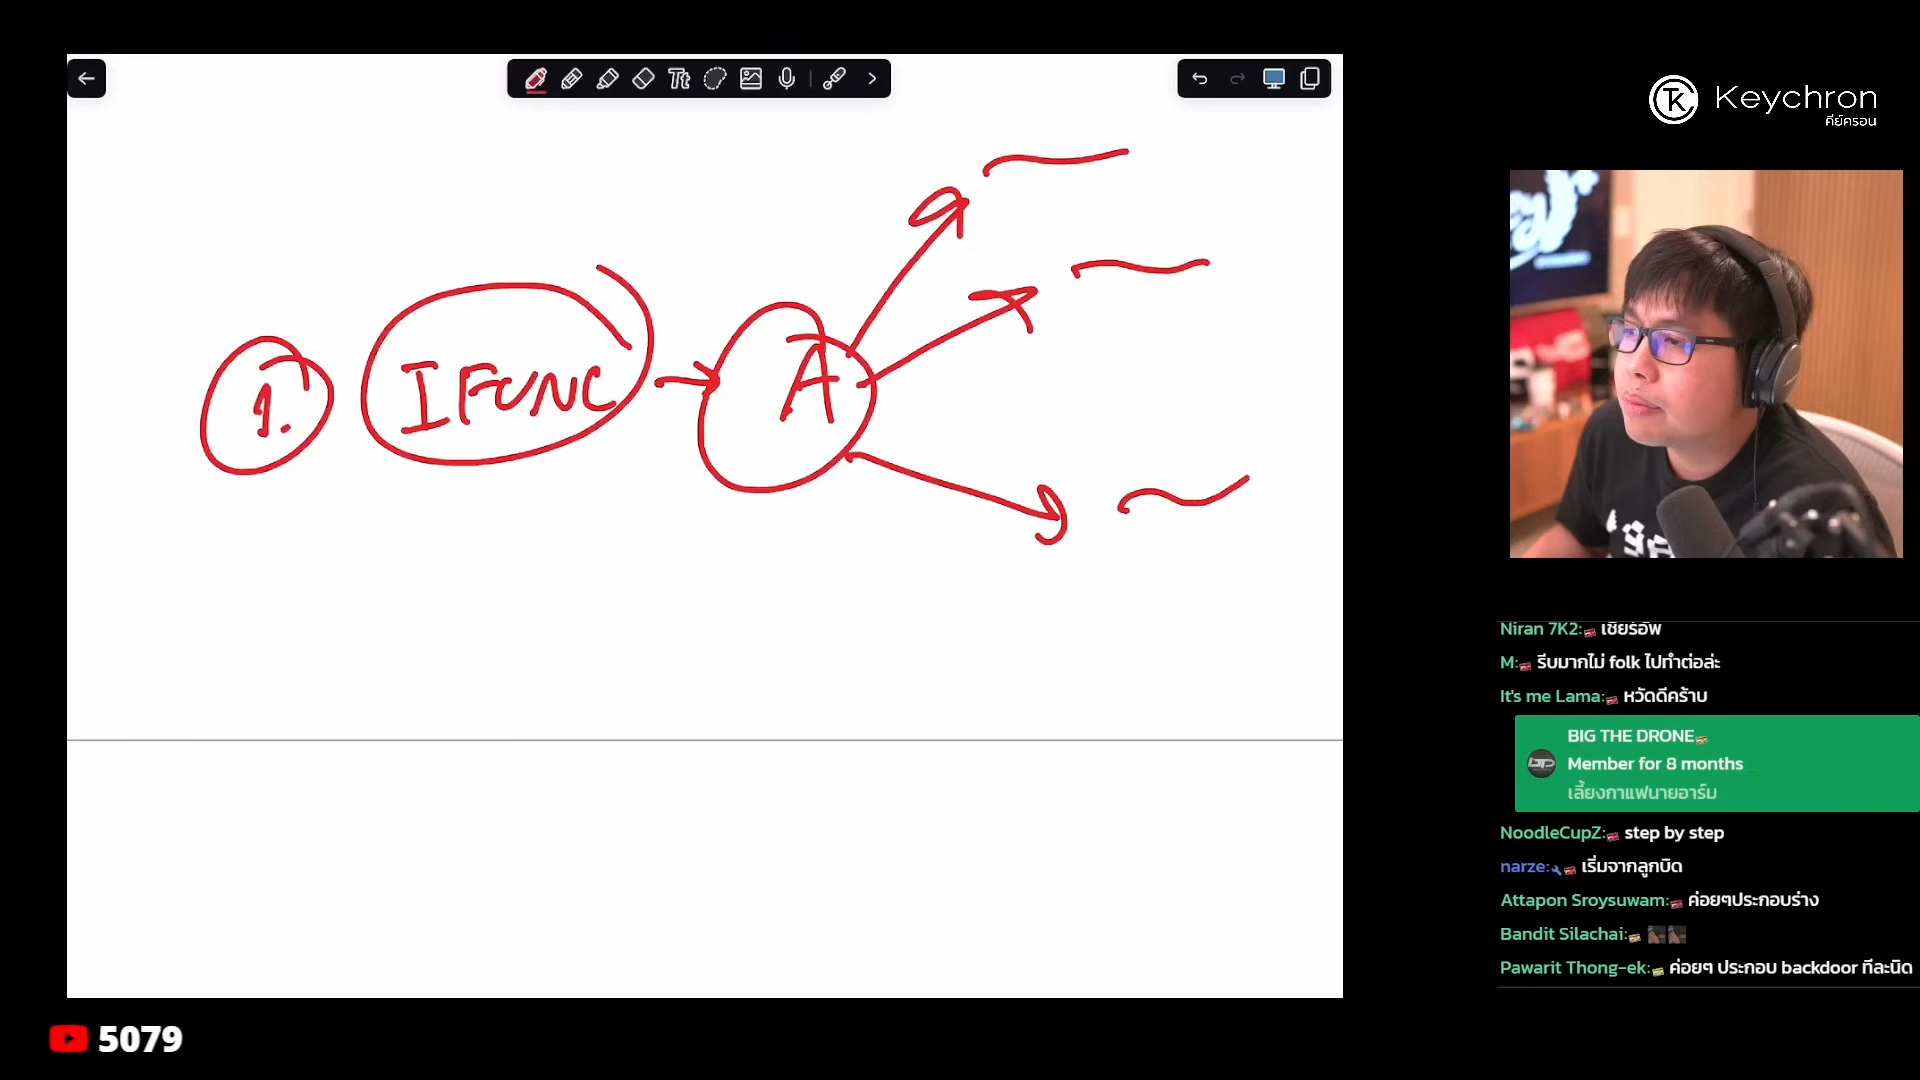 Tt
Keychron
คีย์ครอน
1. IFUNC A
Niran 7K2: เชียร์อัพ
M: รีบมากไม่ folk ไปทำต่อล่ะ
It's me Lama: หวัดดีคร้าบ
BIG THE DRONE
Member for 8 months
เลี้ยงกาแฟนายอาร์ม
NoodleCupZ: step by step
narze: เริ่มจากลูกบิด
Attapon Sroysuwam: ค่อยๆประกอบร่าง
Bandit Silachai:
Pawarit Thong-ek: ค่อยๆ ประกอบ backdoor ทีละนิด
5079